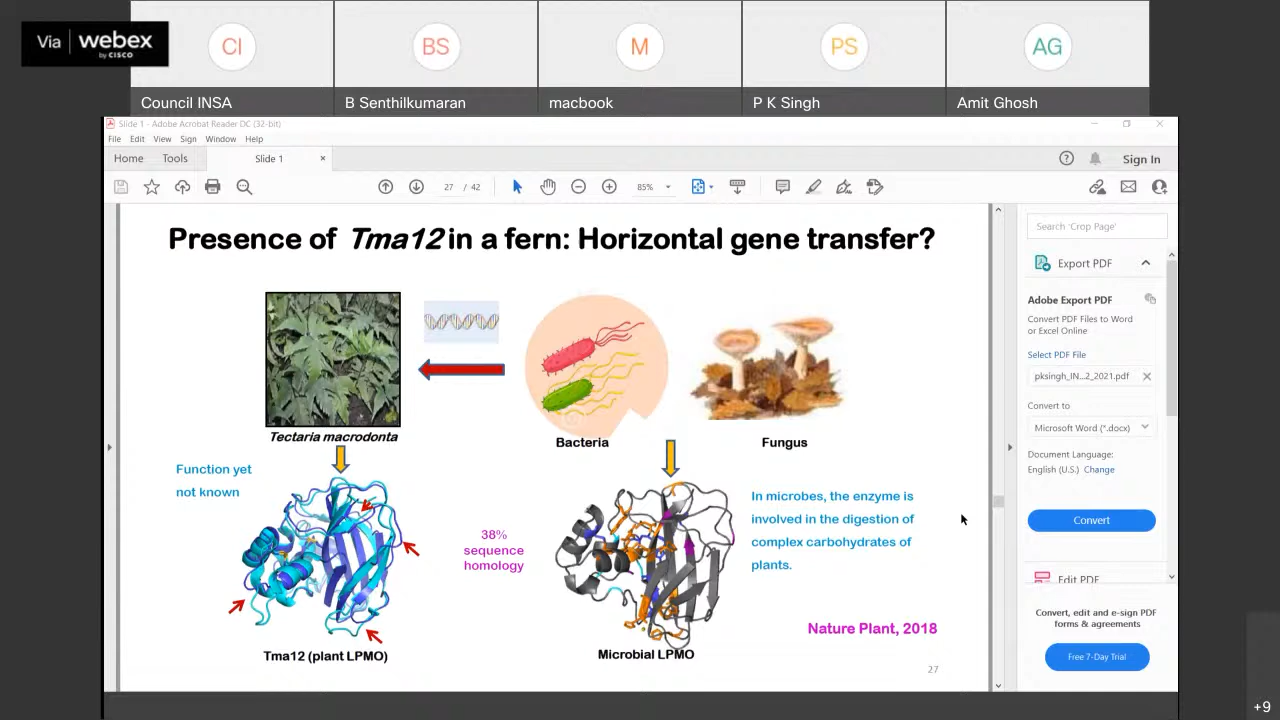 Via webex
by CISCO
CI
BS
M
PS
AG
Council INSA
B Senthilkumaran
macbook
P K Singh
Amit Ghosh
Slide 1 - Adobe Acrobat Reader DC (32-bit)
File Edit View Sign Window Help
Home Tools Slide 1 × Sign In
27 / 42 85%
Presence of Tma12 in a fern: Horizontal gene transfer?
Tectaria macrodonta
Bacteria
Fungus
Function yet
not known
38%
sequence
homology
In microbes, the enzyme is
involved in the digestion of
complex carbohydrates of
plants.
Nature Plant, 2018
Tma12 (plant LPMO)
Microbial LPMO
27
Search 'Crop Page'
Export PDF
Adobe Export PDF
Convert PDF Files to Word
or Excel Online
Select PDF File
pksingh_IN...2_2021.pdf
Convert to
Microsoft Word (*.docx)
Document Language:
English (U.S.) Change
Convert
Edit PDF
Convert, edit and e-sign PDF
forms & agreements
Free 7-Day Trial
+9